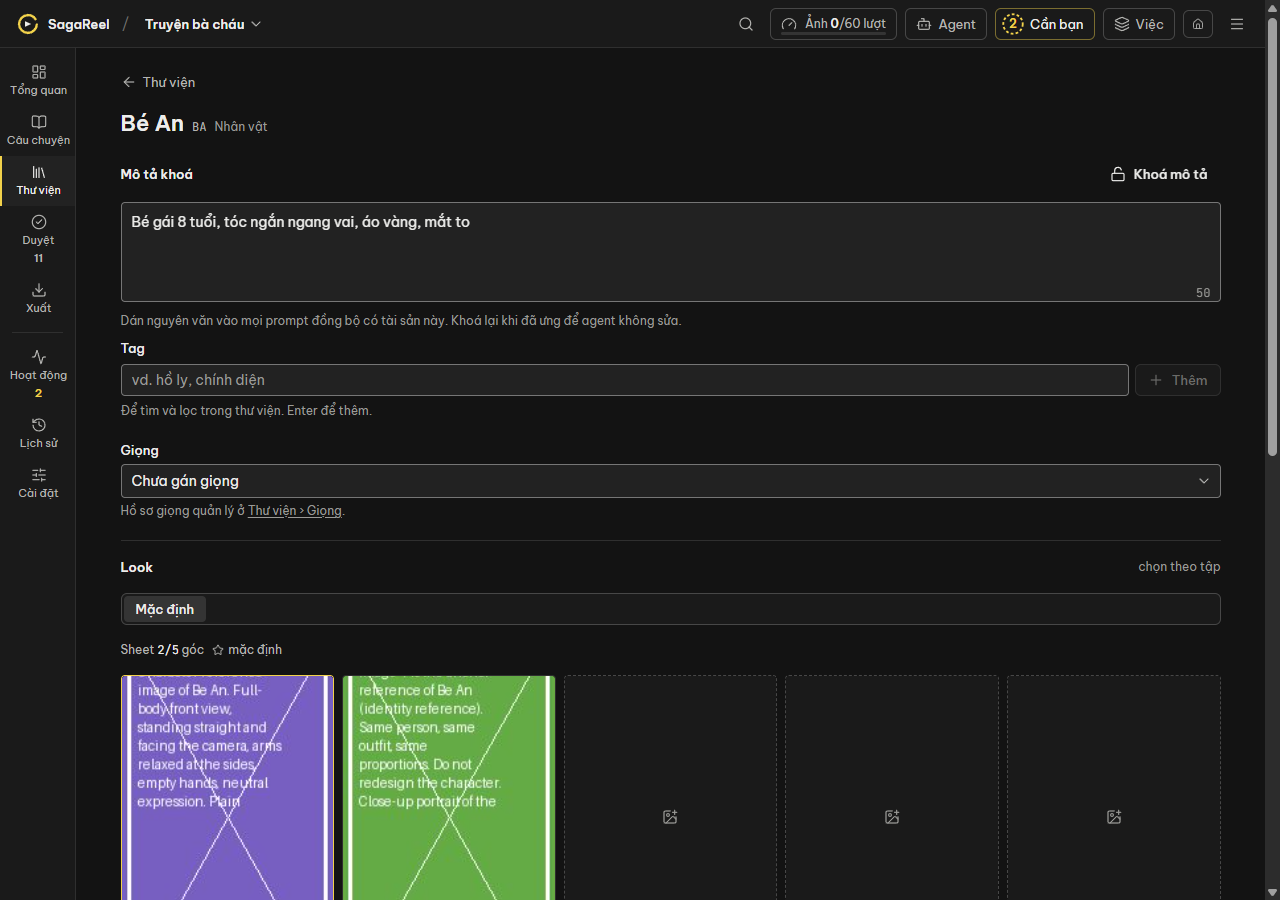 SagaReel / Truyện bà cháu
Ảnh 0/60 lượt
Agent
2 Cần bạn
Việc
Tổng quan
Câu chuyện
Thư viện
Duyệt
11
Xuất
Hoạt động
2
Lịch sử
Cài đặt
Thư viện
Bé An BA Nhân vật
Mô tả khoá
Khoá mô tả
Bé gái 8 tuổi, tóc ngắn ngang vai, áo vàng, mắt to
50
Dán nguyên văn vào mọi prompt đồng bộ có tài sản này. Khoá lại khi đã ưng để agent không sửa.
Tag
vd. hồ ly, chính diện
Thêm
Để tìm và lọc trong thư viện. Enter để thêm.
Giọng
Chưa gán giọng
Hồ sơ giọng quản lý ở Thư viện › Giọng.
Look
chọn theo tập
Mặc định
Sheet 2/5 góc mặc định
image of Be An. Full-
body front view,
standing straight and
facing the camera, arms
relaxed at the sides,
empty hands, neutral
expression. Plain
reference of Be An
(identity reference).
Same person, same
outfit, same
proportions. Do not
redesign the character.
Close-up portrait of the